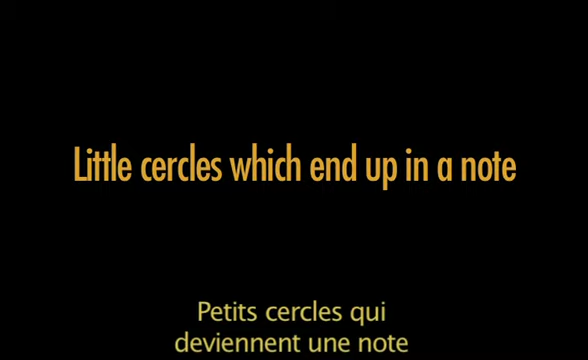 Little cercles which end up in a note
Petits cercles qui
deviennent une note